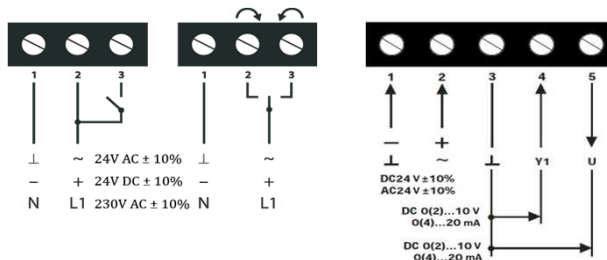 1 2 3
1 2 3
1 2 3 4 5
⊥ ~ 24V AC ± 10% ⊥ ~
− + 24V DC ± 10% − +
N L1 230V AC ± 10% N L1
− +
⊥ ~ ⊥ Y1 U
DC24 V ±10%
AC24V ±10%
DC 0(2)...10 V
0(4)...20 mA
DC 0(2)...10 V
0(4)...20 mA